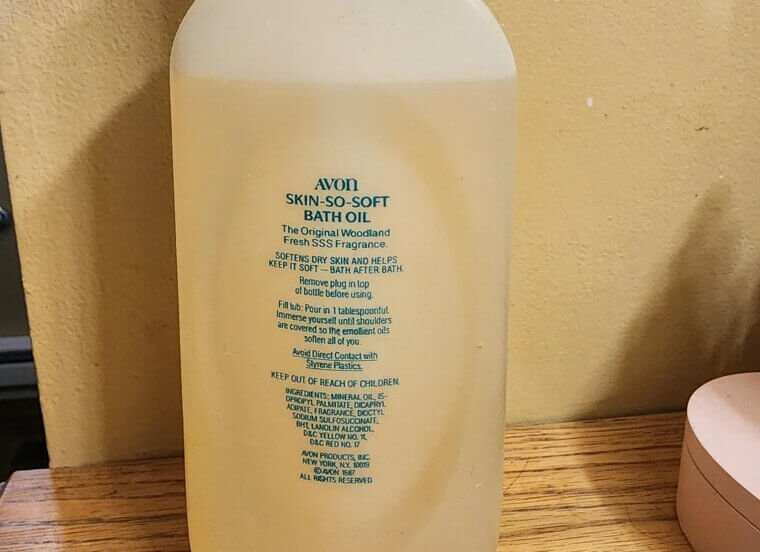 AVON
SKIN-SO-SOFT
BATH OIL
The Original Woodland
Fresh SSS Fragrance.
SOFTENS DRY SKIN AND HELPS
KEEP IT SOFT — BATH AFTER BATH.
Remove plug in top
of bottle before using.
Fill tub: Pour in 1 tablespoonful.
Immerse yourself until shoulders
are covered so the emollient oils
soften all of you.
Avoid Direct Contact with
Styrene Plastics.
KEEP OUT OF REACH OF CHILDREN.
INGREDIENTS: MINERAL OIL, IS-
OPROPYL PALMITATE, DICAPRYL
ADIPATE, FRAGRANCE, DIOCTYL
SODIUM SULFOSUCCINATE,
BHT, LANOLIN ALCOHOL,
D&C YELLOW NO. 11,
D&C RED NO. 17
AVON PRODUCTS, INC.
NEW YORK, N.Y. 10019
© AVON 1987
ALL RIGHTS RESERVED